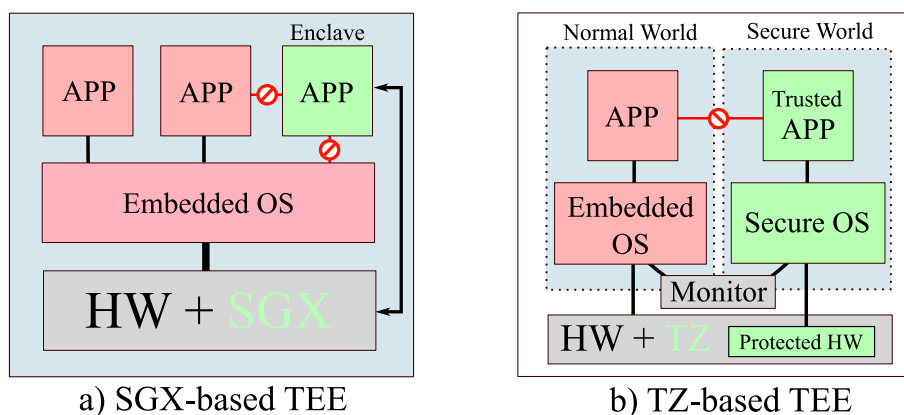 Enclave
APP
APP
APP
Embedded OS
HW + SGX
a) SGX-based TEE
Normal World
Secure World
APP
Trusted
APP
Embedded
OS
Secure OS
Monitor
HW + TZ
Protected HW
b) TZ-based TEE